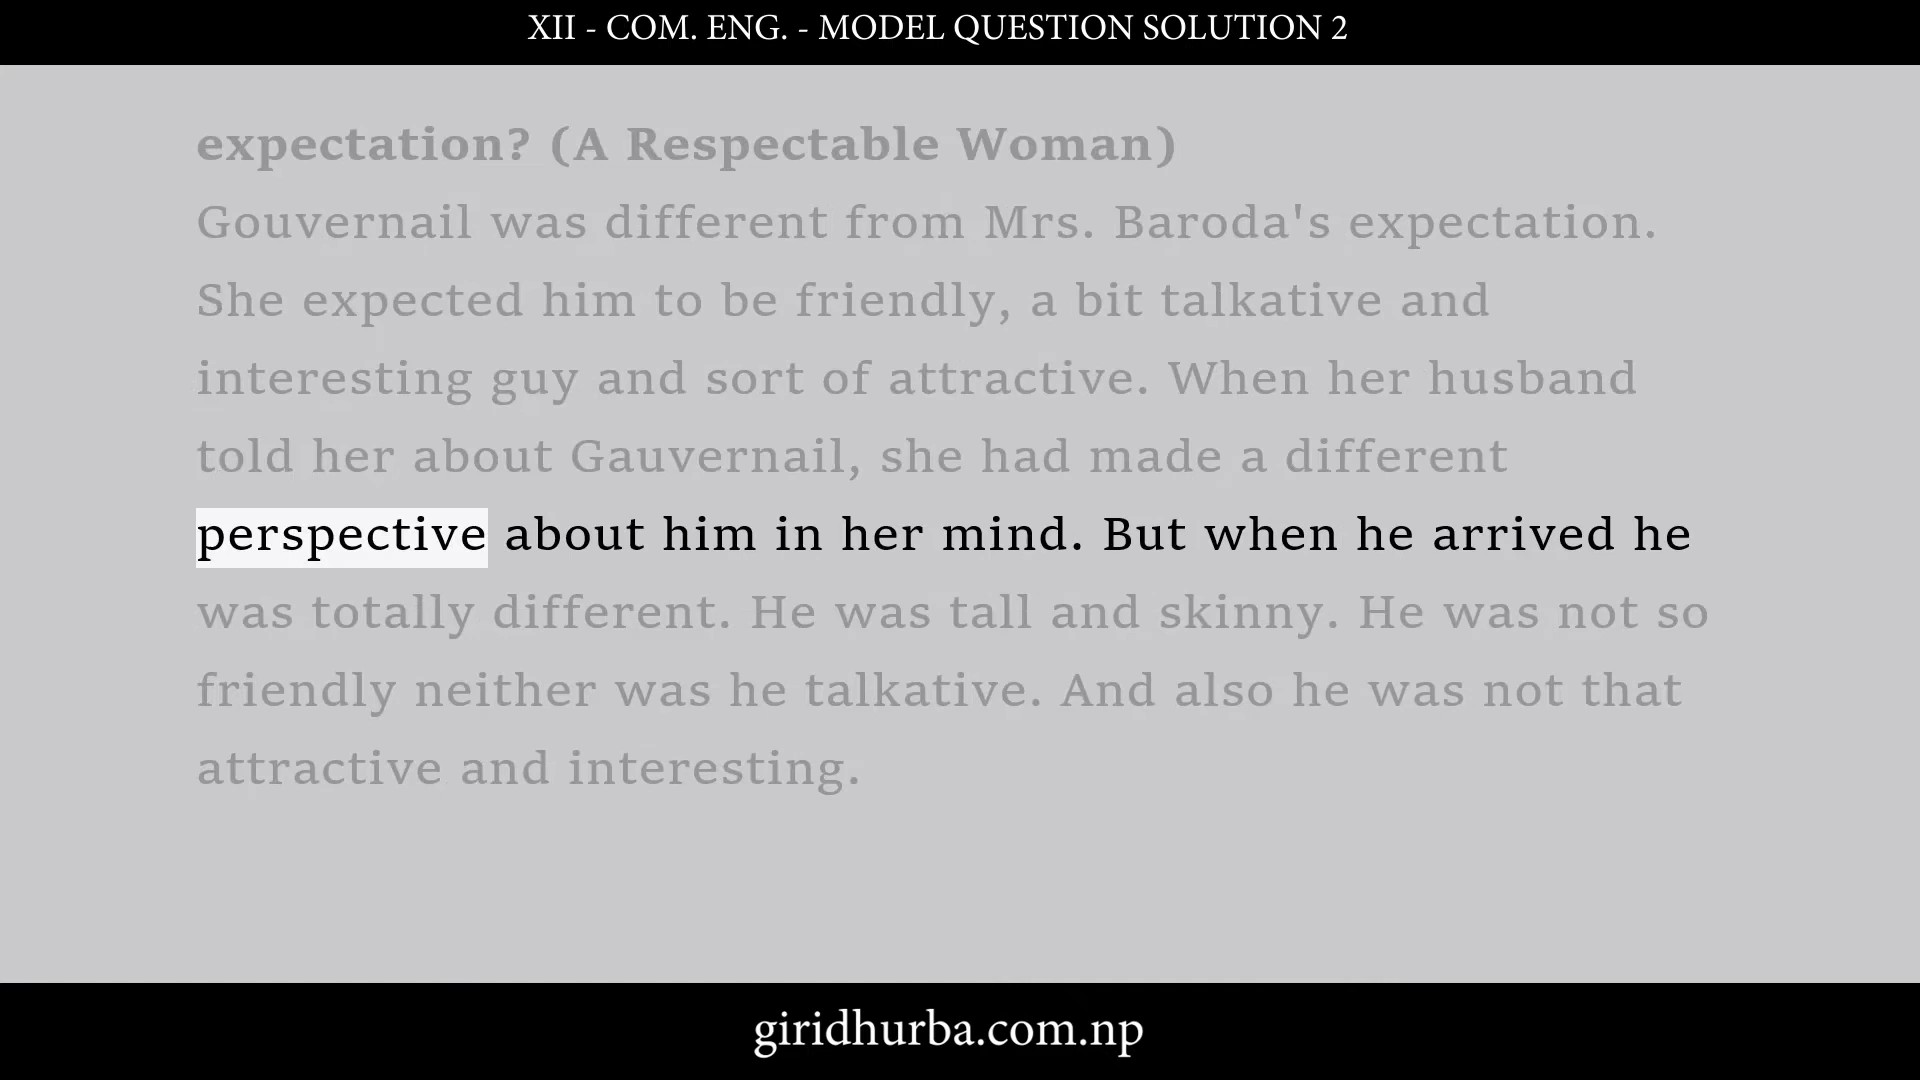 XII - COM. ENG. - MODEL QUESTION SOLUTION 2
expectation? (A Respectable Woman)
Gouvernail was different from Mrs. Baroda's expectation.
She expected him to be friendly, a bit talkative and
interesting guy and sort of attractive. When her husband
told her about Gauvernail, she had made a different
perspective about him in her mind. But when he arrived he
was totally different. He was tall and skinny. He was not so
friendly neither was he talkative. And also he was not that
attractive and interesting.
giridhurba.com.np